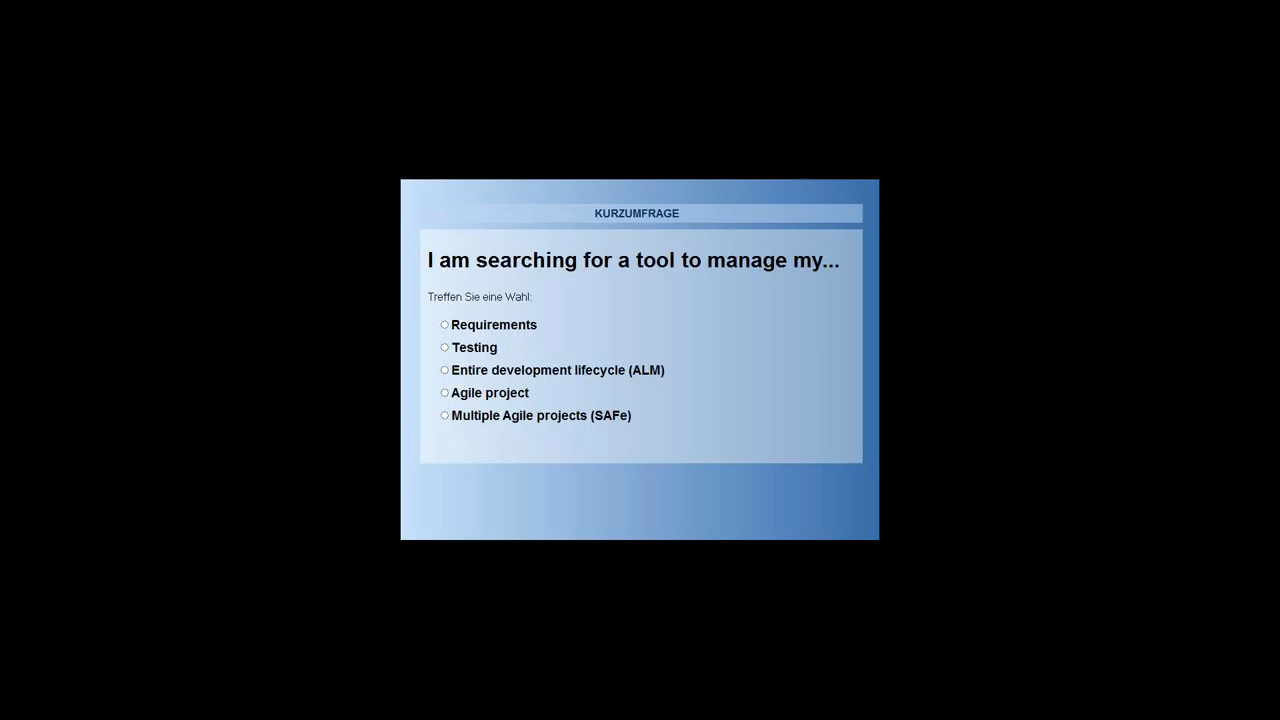 KURZUMFRAGE
I am searching for a tool to manage my...
Treffen Sie eine Wahl:
Requirements
Testing
Entire development lifecycle (ALM)
Agile project
Multiple Agile projects (SAFe)